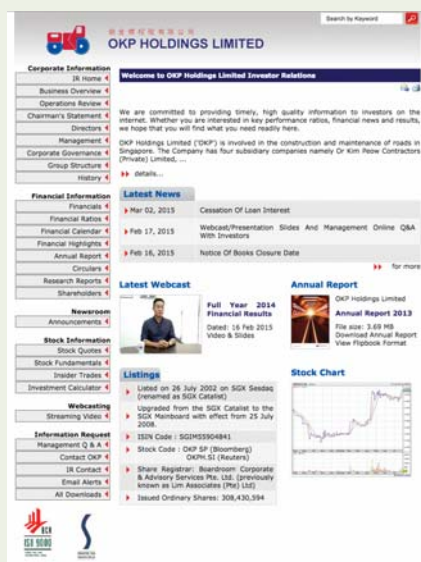 Search by Keyword
OKP HOLDINGS LIMITED
Corporate Information
IR Home
Business Overview
Operations Review
Chairman's Statement
Directors
Management
Corporate Governance
Group Structure
History
Financial Information
Financials
Financial Ratios
Financial Calendar
Financial Highlights
Annual Report
Circulars
Research Reports
Shareholders
Newsroom
Announcements
Stock Information
Stock Quotes
Stock Fundamentals
Insider Trades
Investment Calculator
Webcasting
Streaming Video
Information Request
Management Q & A
Contact OKP
IR Contact
Email Alerts
All Downloads
Welcome to OKP Holdings Limited Investor Relations
We are committed to providing timely, high quality information to investors on the
internet. Whether you are interested in key performance ratios, financial news and results,
we hope that you will find what you need readily here.
OKP Holdings Limited ('OKP') is involved in the construction and maintenance of roads in
Singapore. The Company has four subsidiary companies namely Or Kim Peow Contractors
(Private) Limited, ...
details...
Latest News
Mar 02, 2015 Cessation Of Loan Interest
Feb 17, 2015 Webcast/Presentation Slides And Management Online Q&A
With Investors
Feb 16, 2015 Notice Of Books Closure Date
for more
Latest Webcast
Full Year 2014
Financial Results
Dated: 16 Feb 2015
Video & Slides
Annual Report
OKP Holdings Limited
Annual Report 2013
File size: 3.69 MB
Download Annual Report
View Flipbook Format
Listings
Listed on 26 July 2002 on SGX Sesdaq
(renamed as SGX Catalist)
Upgraded from the SGX Catalist to the
SGX Mainboard with effect from 25 July
2008.
ISIN Code : SGIM55904841
Stock Code : OKP SP (Bloomberg)
OKPH.SI (Reuters)
Share Registrar: Boardroom Corporate
& Advisory Services Pte. Ltd. (previously
known as Lim Associates (Pte) Ltd)
Issued Ordinary Shares: 308,430,594
Stock Chart
BCA
ISO 9000